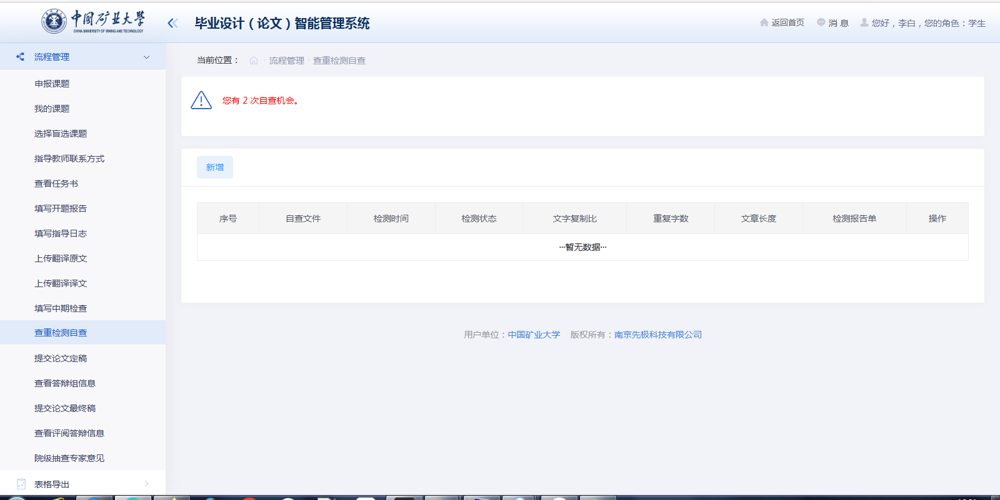 中国矿业大学
CHINA UNIVERSITY OF MINING AND TECHNOLOGY
毕业设计（论文）智能管理系统
返回首页 消 息 您好，李白，您的角色：学生
流程管理
申报课题
我的课题
选择盲选课题
指导教师联系方式
查看任务书
填写开题报告
填写指导日志
上传翻译原文
上传翻译译文
填写中期检查
查重检测自查
提交论文定稿
查看答辩组信息
提交论文最终稿
查看评阅答辩信息
院级抽查专家意见
表格导出
当前位置： 流程管理 查重检测自查
您有 2 次自查机会。
新增
序号 自查文件 检测时间 检测状态 文字复制比 重复字数 文章长度 检测报告单 操作
···暂无数据···
用户单位：中国矿业大学 版权所有：南京先极科技有限公司